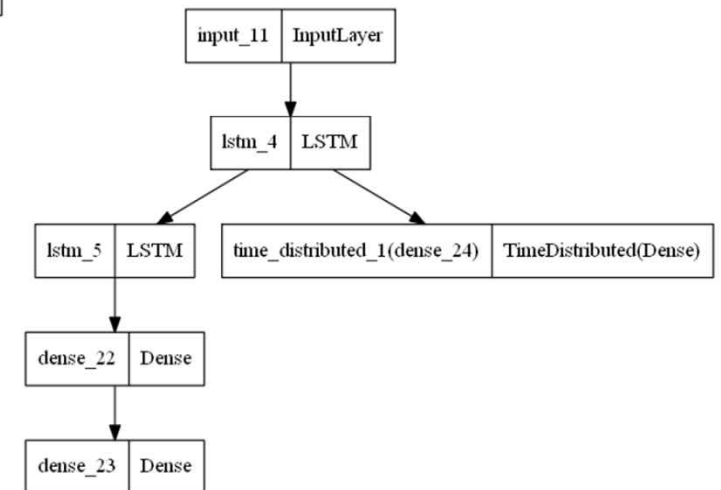 input_11 InputLayer
lstm_4 LSTM
lstm_5 LSTM
time_distributed_1(dense_24) TimeDistributed(Dense)
dense_22 Dense
dense_23 Dense